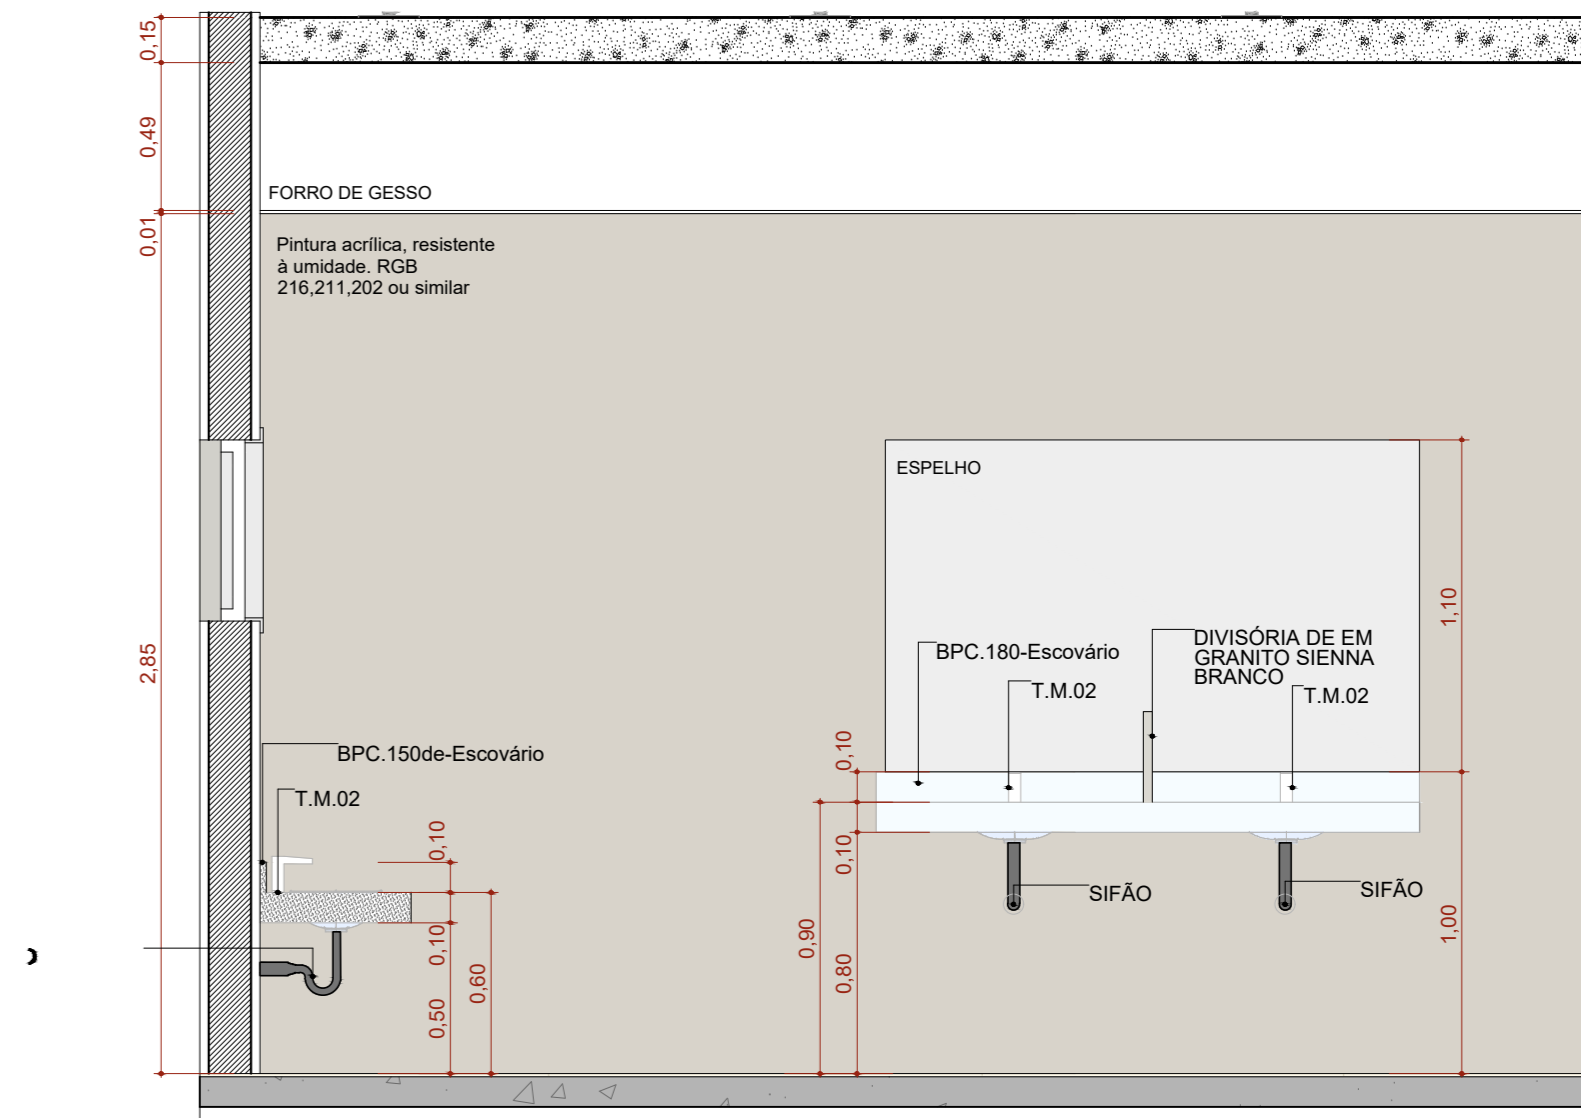 0,15
0,49
FORRO DE GESSO
0,01
Pintura acrílica, resistente
à umidade. RGB
216,211,202 ou similar
ESPELHO
1,10
2,85
BPC.180-Escovário
DIVISÓRIA DE EM
GRANITO SIENNA
BRANCO
T.M.02
T.M.02
0,10
BPC.150de-Escovário
T.M.02
0,10
0,10
SIFÃO
SIFÃO
0,10
0,90
0,80
1,00
0,60
0,50